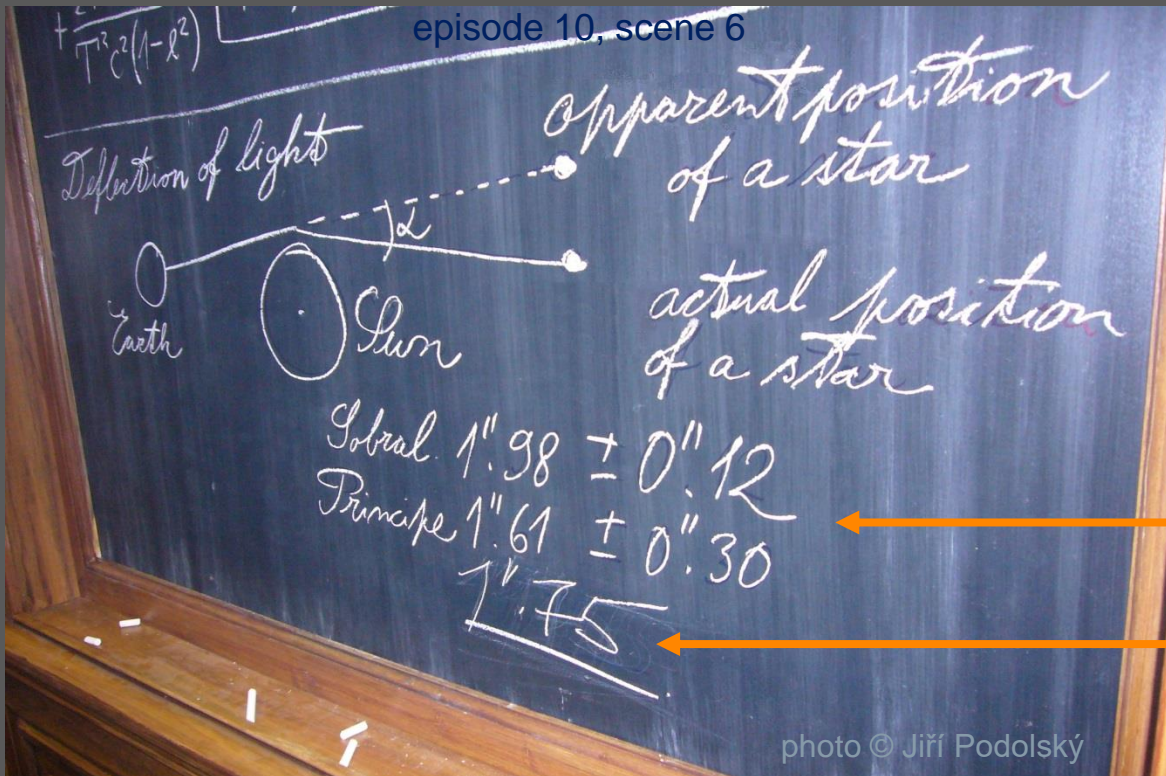 episode 10, scene 6
T²c²(1-e²)
Deflection of light
apparent position
of a star
α
Earth
Sun
actual position
of a star
Sobral. 1".98 ± 0".12
Principe 1".61 ± 0".30
1".75
photo © Jiří Podolský